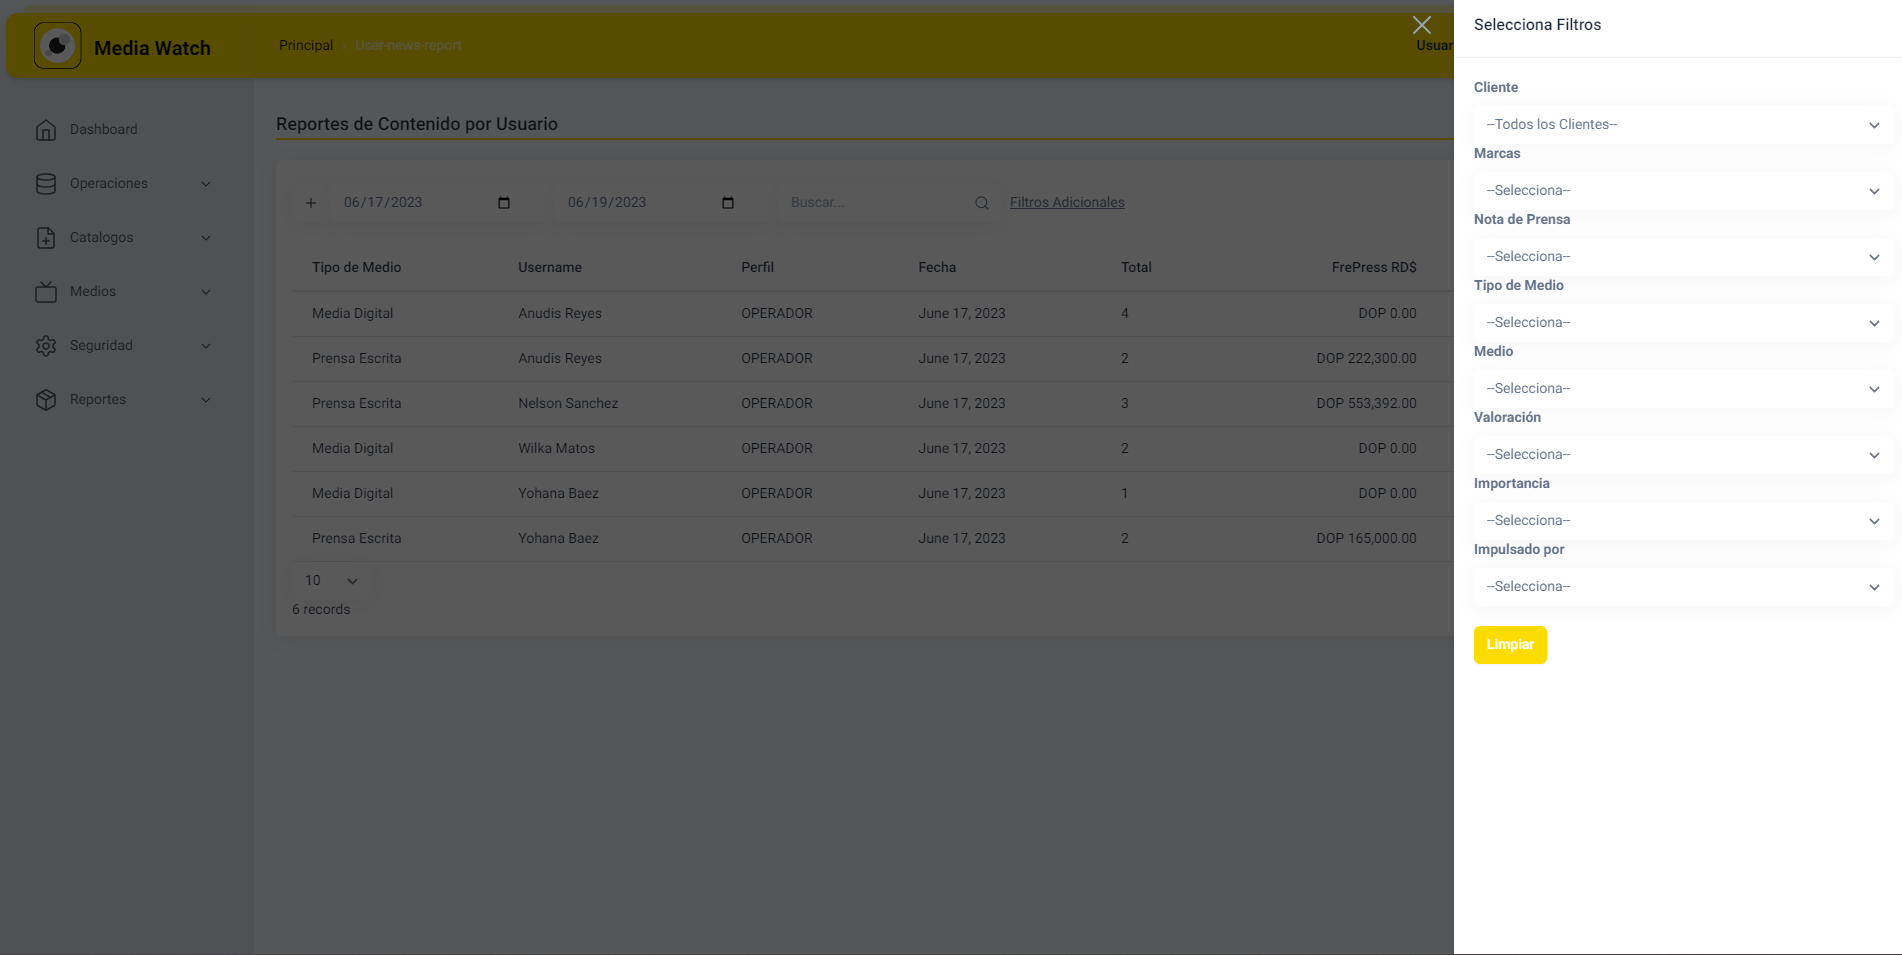 Media Watch
Principal
User-news-report
Usuar
Dashboard
Operaciones
Catalogos
Medios
Seguridad
Reportes
Reportes de Contenido por Usuario
06/17/2023
06/19/2023
Buscar...
Filtros Adicionales
Tipo de Medio Username Perfil Fecha Total FrePress RD$
Media Digital Anudis Reyes OPERADOR June 17, 2023 4 DOP 0.00
Prensa Escrita Anudis Reyes OPERADOR June 17, 2023 2 DOP 222,300.00
Prensa Escrita Nelson Sanchez OPERADOR June 17, 2023 3 DOP 553,392.00
Media Digital Wilka Matos OPERADOR June 17, 2023 2 DOP 0.00
Media Digital Yohana Baez OPERADOR June 17, 2023 1 DOP 0.00
Prensa Escrita Yohana Baez OPERADOR June 17, 2023 2 DOP 165,000.00
10
6 records
Selecciona Filtros
Cliente
--Todos los Clientes--
Marcas
--Selecciona--
Nota de Prensa
--Selecciona--
Tipo de Medio
--Selecciona--
Medio
--Selecciona--
Valoración
--Selecciona--
Importancia
--Selecciona--
Impulsado por
--Selecciona--
Limpiar